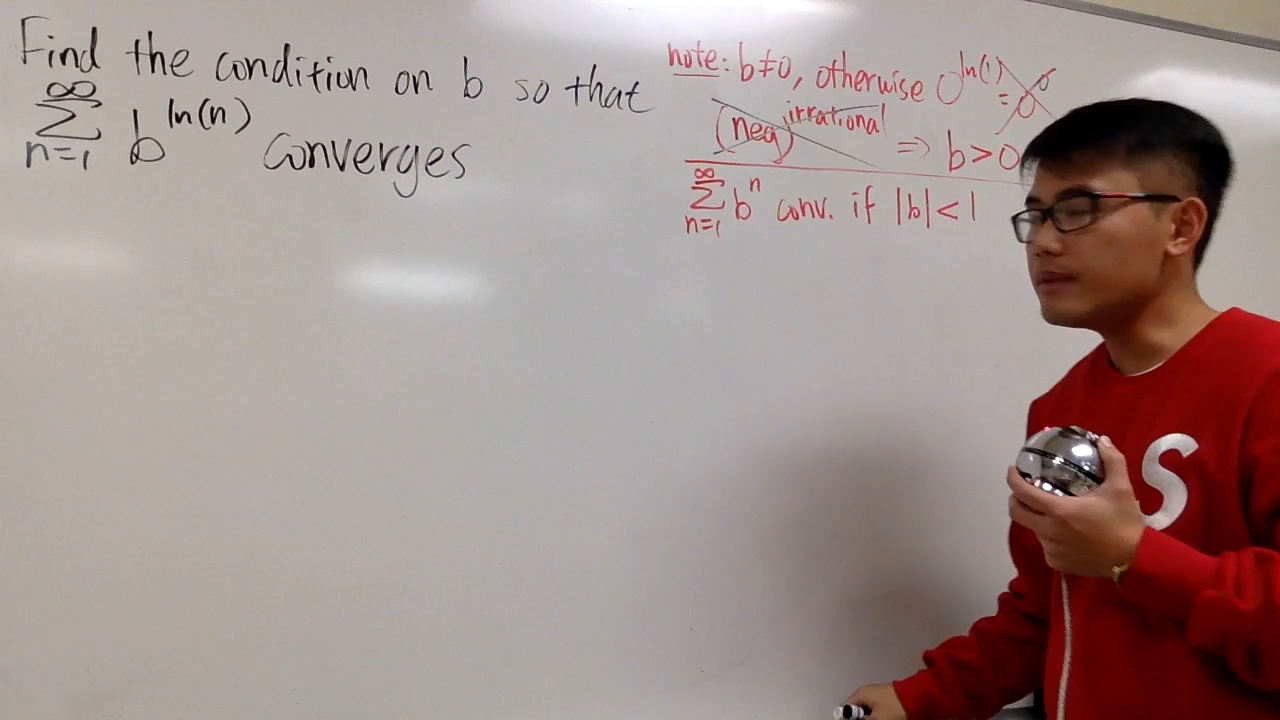 Find the condition on b so that
∞
Σ b^ln(n) converges
n=1
note: b≠0, otherwise 0^ln(1) = 0^0
(neg)^irrational ⇒ b>0
∞
Σ b^n conv. if |b|<1
n=1
S